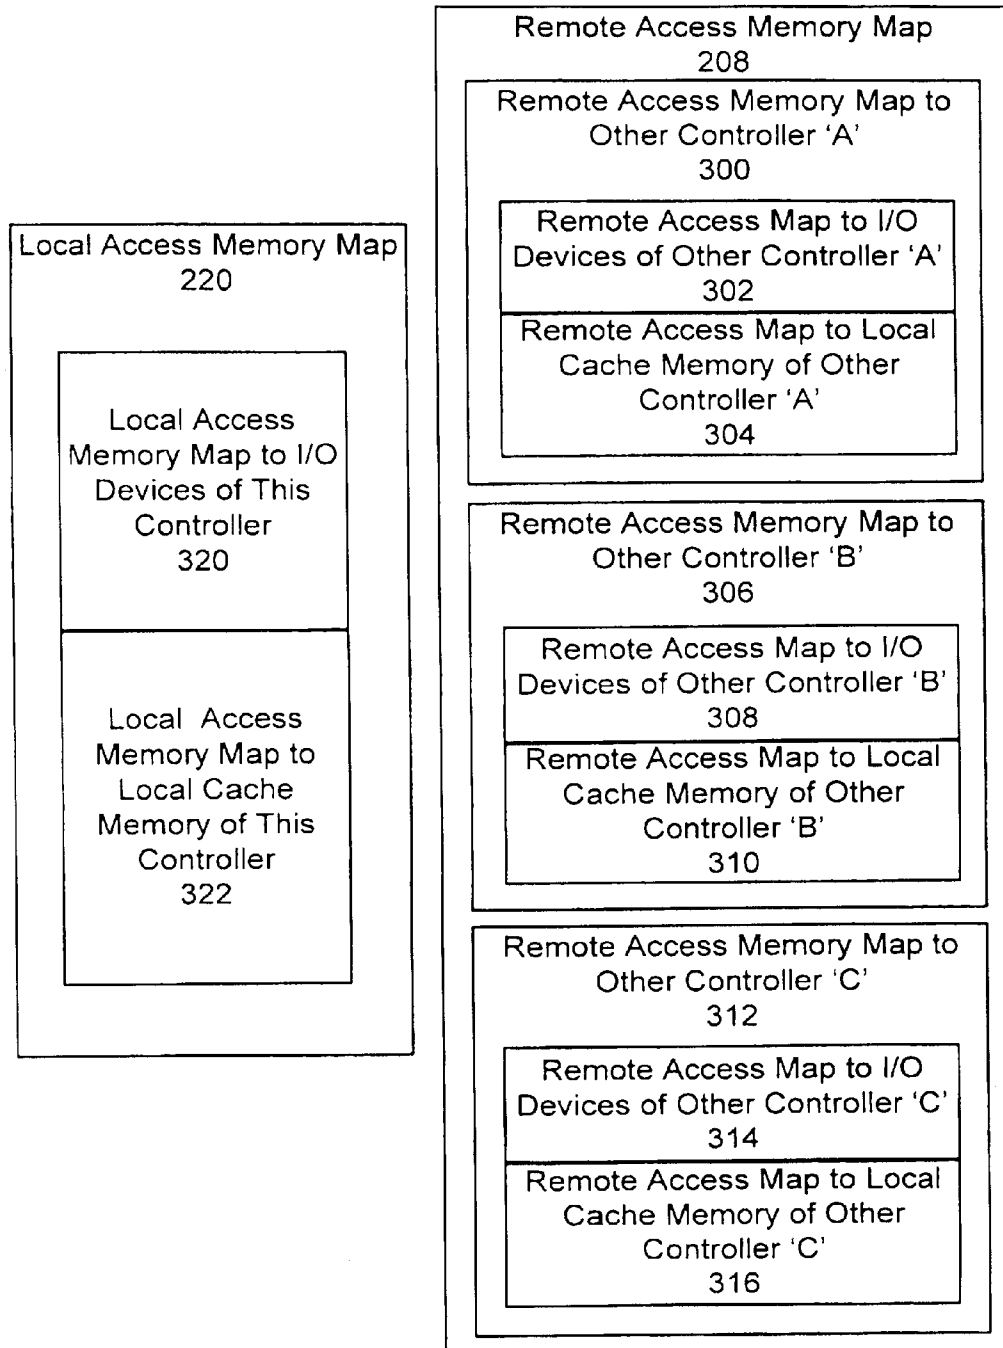 Local Access Memory Map
220
Local Access
Memory Map to I/O
Devices of This
Controller
320
Local Access
Memory Map to
Local Cache
Memory of This
Controller
322
Remote Access Memory Map
208
Remote Access Memory Map to
Other Controller ‘A’
300
Remote Access Map to I/O
Devices of Other Controller ‘A’
302
Remote Access Map to Local
Cache Memory of Other
Controller ‘A’
304
Remote Access Memory Map to
Other Controller ‘B’
306
Remote Access Map to I/O
Devices of Other Controller ‘B’
308
Remote Access Map to Local
Cache Memory of Other
Controller ‘B’
310
Remote Access Memory Map to
Other Controller ‘C’
312
Remote Access Map to I/O
Devices of Other Controller ‘C’
314
Remote Access Map to Local
Cache Memory of Other
Controller ‘C’
316